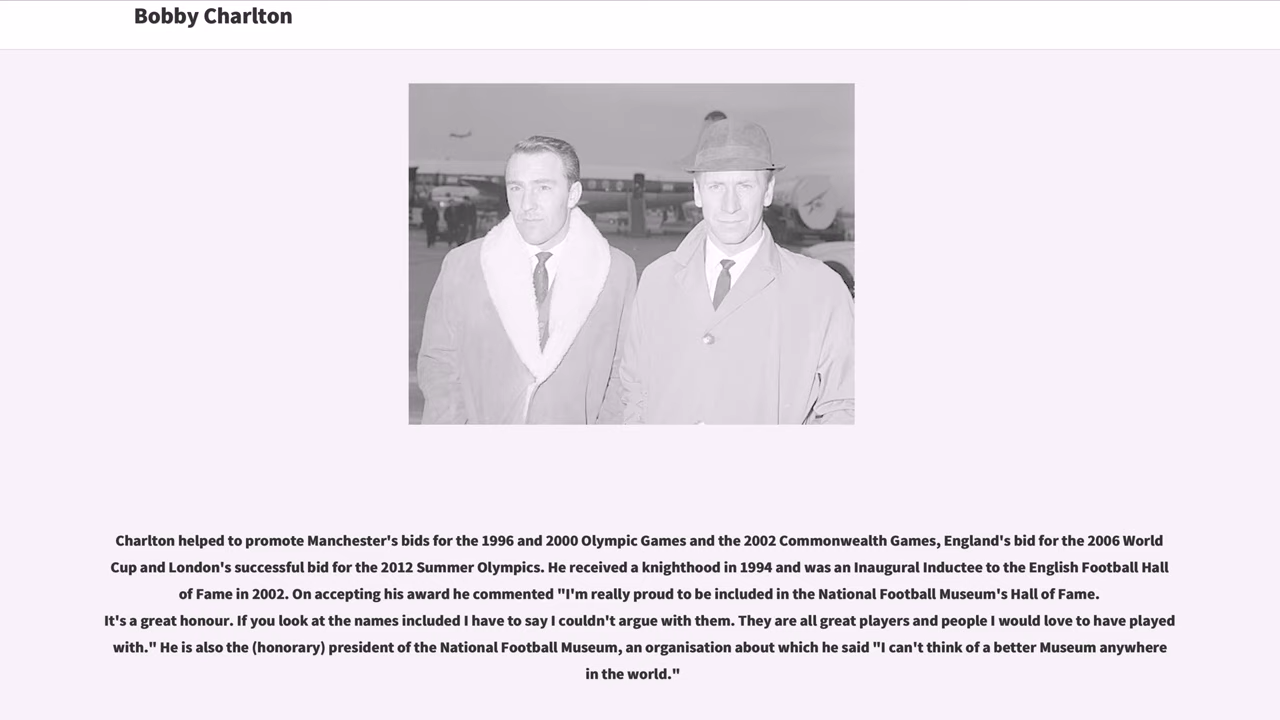 Bobby Charlton
Charlton helped to promote Manchester's bids for the 1996 and 2000 Olympic Games and the 2002 Commonwealth Games, England's bid for the 2006 World
Cup and London's successful bid for the 2012 Summer Olympics. He received a knighthood in 1994 and was an Inaugural Inductee to the English Football Hall
of Fame in 2002. On accepting his award he commented "I'm really proud to be included in the National Football Museum's Hall of Fame.
It's a great honour. If you look at the names included I have to say I couldn't argue with them. They are all great players and people I would love to have played
with." He is also the (honorary) president of the National Football Museum, an organisation about which he said "I can't think of a better Museum anywhere
in the world."